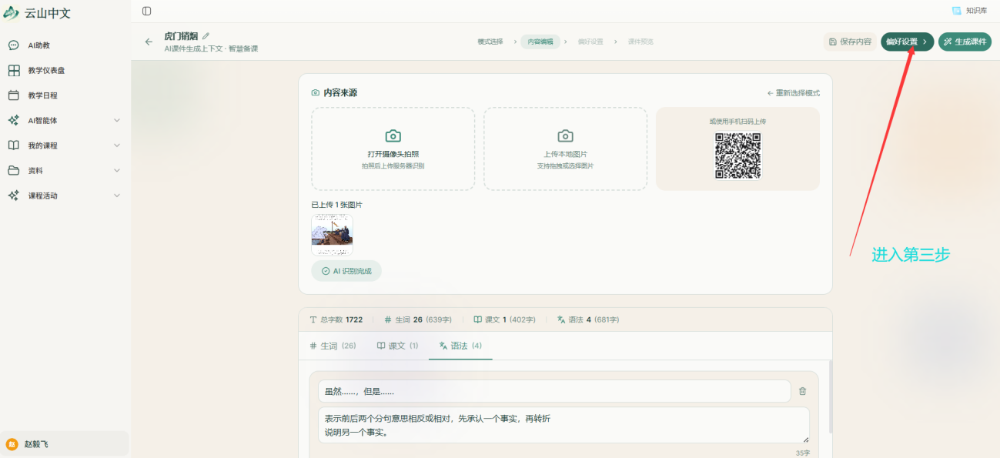 云山中文
知识库
AI助教
教学仪表盘
教学日程
AI智能体
我的课程
资料
课程活动
赵
赵毅飞
虎门销烟
AI课件生成上下文 · 智慧备课
模式选择 > 内容编辑 > 偏好设置 > 课件预览
保存内容
偏好设置 >
生成课件
内容来源
← 重新选择模式
打开摄像头拍照
拍照后上传服务器识别
上传本地图片
支持拖拽或选择图片
或使用手机扫码上传
已上传 1 张图片
AI 识别完成
进入第三步
总字数 1722
# 生词 26 (639字)
课文 1 (402字)
语法 4 (681字)
# 生词 (26)
课文 (1)
语法 (4)
虽然……，但是……
表示前后两个分句意思相反或相对，先承认一个事实，再转折
说明另一个事实。
35字